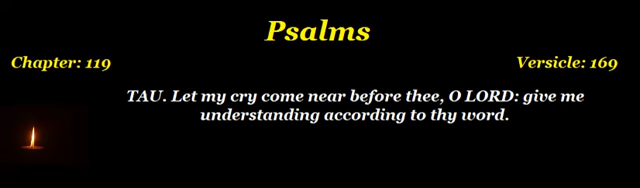 Psalms
Chapter: 119
Versicle: 169
TAU. Let my cry come near before thee, O LORD: give me
understanding according to thy word.